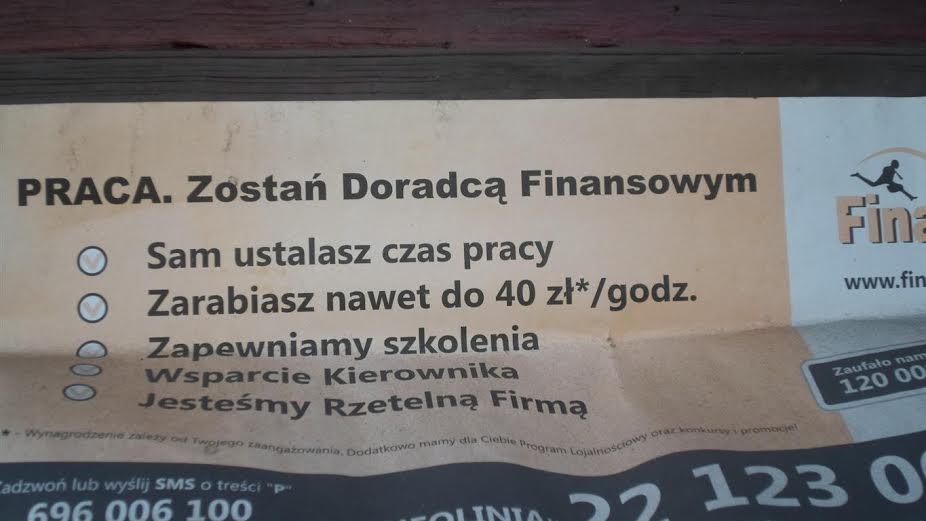 PRACA. Zostań Doradcą Finansowym
Sam ustalasz czas pracy
Zarabiasz nawet do 40 zł*/godz.
Zapewniamy szkolenia
Wsparcie Kierownika
Jesteśmy Rzetelną Firmą
* - Wynagrodzenie zależy od Twojego zaangażowania. Dodatkowo mamy dla Ciebie Program Lojalnościowy oraz konkursy i promocje!
Fina
www.fin
Zaufało nam
120 00
Zadzwoń lub wyślij SMS o treści "P"
696 006 100
22 123 0